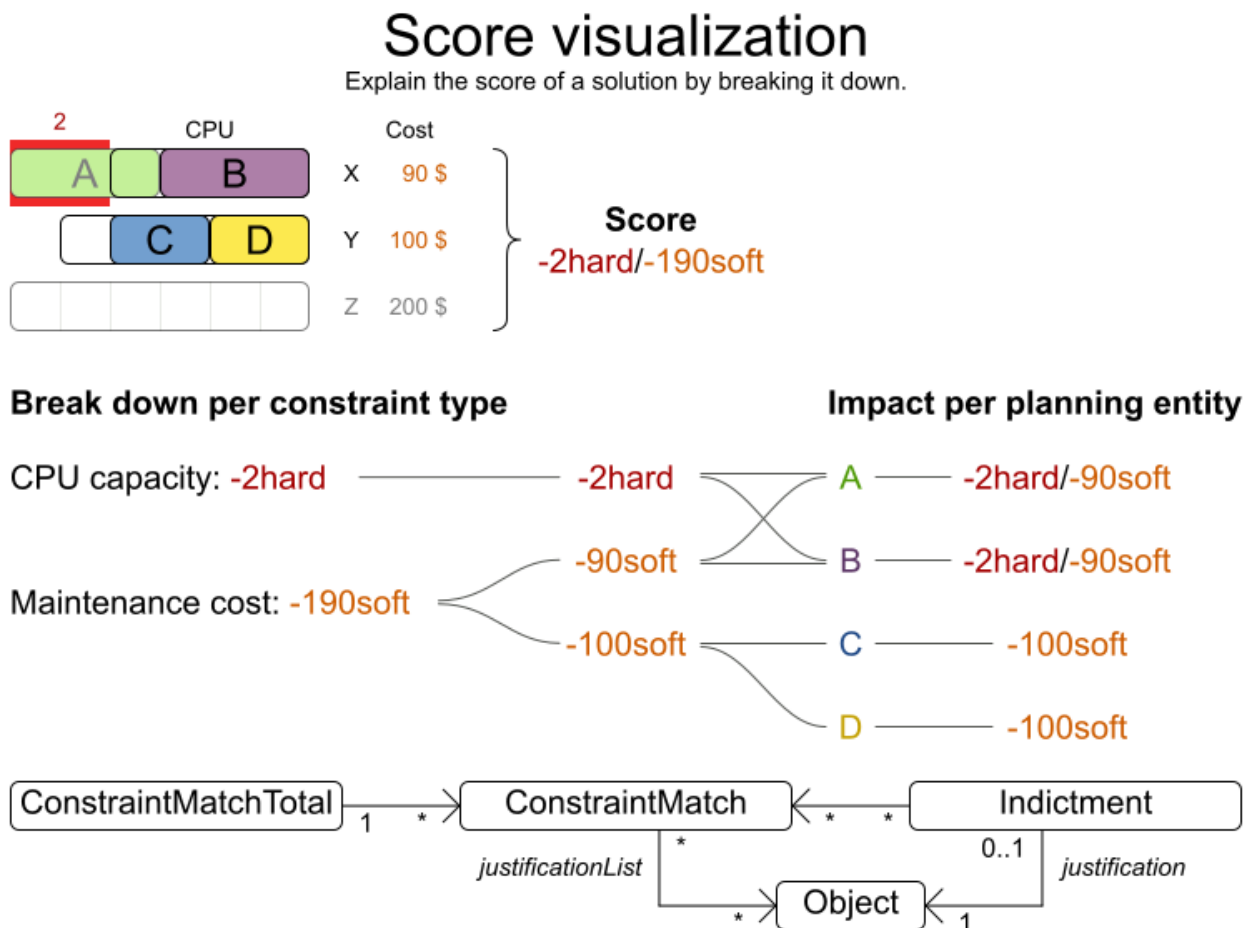 Score visualization
Explain the score of a solution by breaking it down.
2 CPU Cost
A B X 90 $
C D Y 100 $
Z 200 $
Score
-2hard/-190soft
Break down per constraint type Impact per planning entity
CPU capacity: -2hard -2hard A -2hard/-90soft
-90soft B -2hard/-90soft
Maintenance cost: -190soft
-100soft C -100soft
D -100soft
ConstraintMatchTotal ConstraintMatch Indictment
1 * * *
* 0..1
justificationList justification
Object
* 1